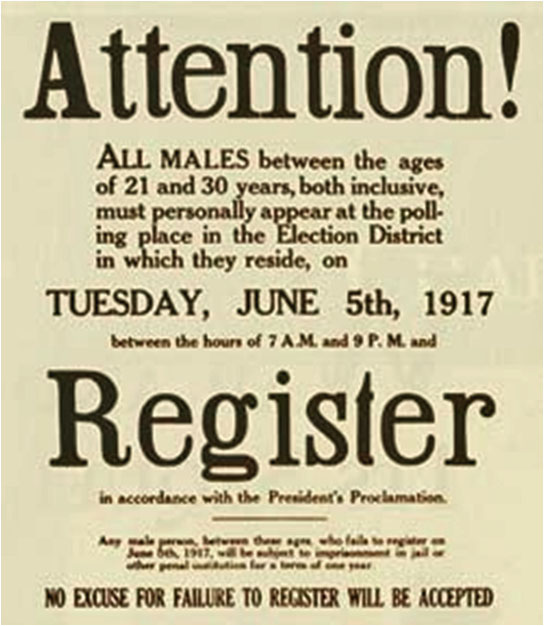 Attention!
ALL MALES between the ages
of 21 and 30 years, both inclusive,
must personally appear at the poll-
ing place in the Election District
in which they reside, on
TUESDAY, JUNE 5th, 1917
between the hours of 7 A.M. and 9 P. M. and
Register
in accordance with the President's Proclamation.
Any male person, between these ages, who fails to register on
June 5th, 1917, will be subject to imprisonment in jail or
other penal institution for a term of one year.
NO EXCUSE FOR FAILURE TO REGISTER WILL BE ACCEPTED